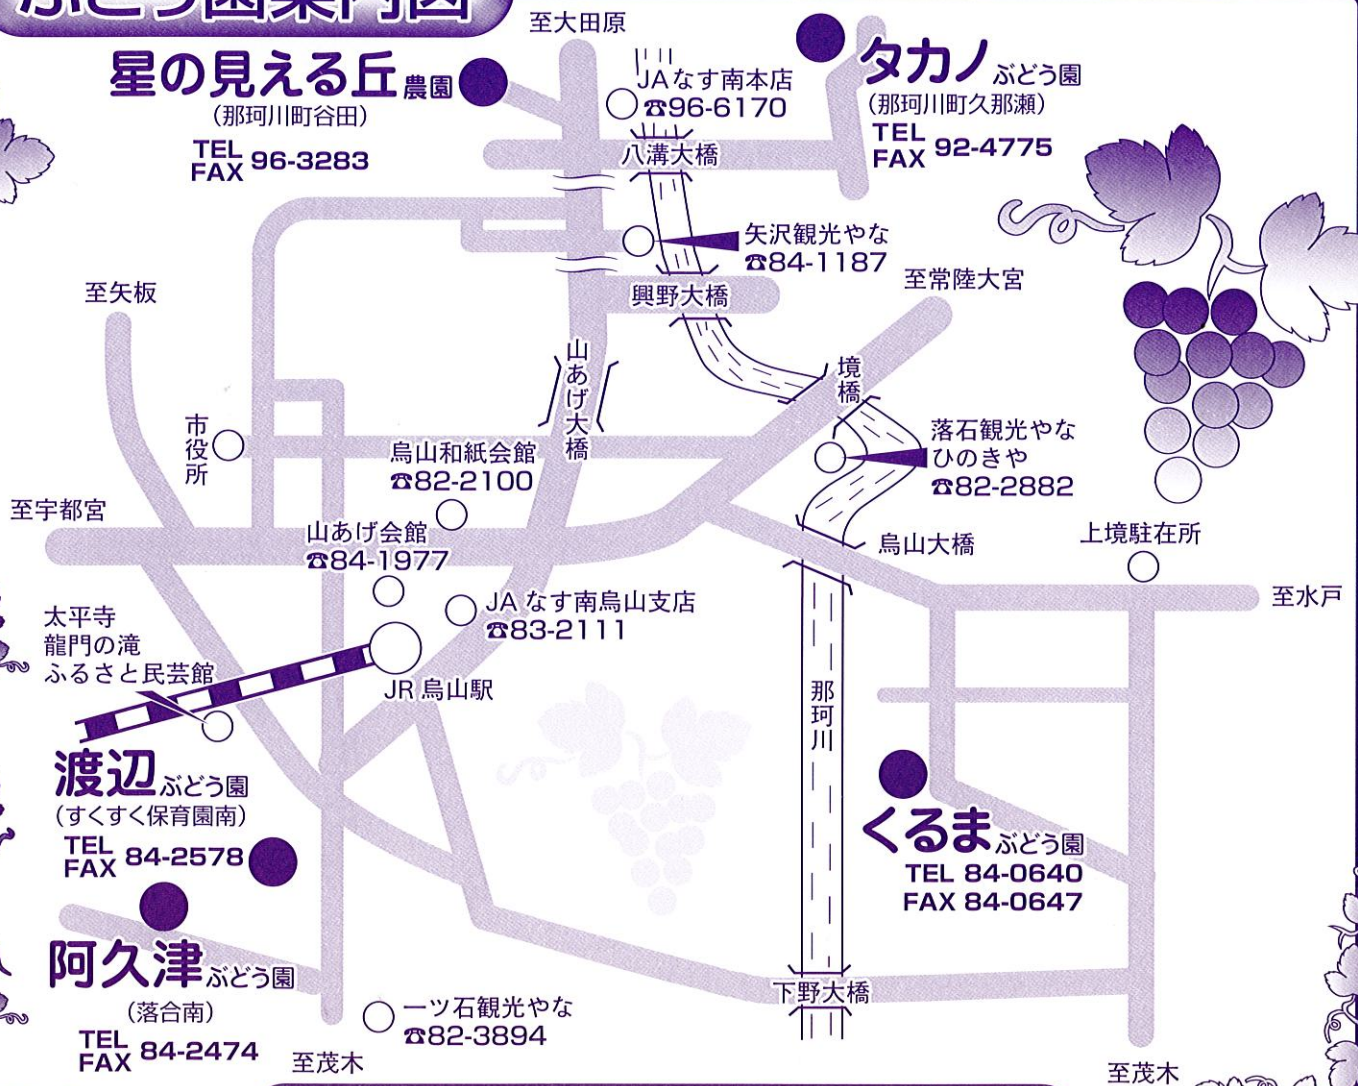 ぶどう園案内図
至大田原
星の見える丘農園
(那珂川町谷田)
TEL
FAX 96-3283
JAなす南本店
☎96-6170
タカノぶどう園
(那珂川町久那瀬)
TEL
FAX 92-4775
八溝大橋
矢沢観光やな
☎84-1187
至矢板
興野大橋
至常陸大宮
山あげ大橋
境橋
市役所
烏山和紙会館
☎82-2100
落石観光やな
ひのきや
☎82-2882
至宇都宮
山あげ会館
☎84-1977
烏山大橋
上境駐在所
至水戸
JA なす南烏山支店
☎83-2111
太平寺
龍門の滝
ふるさと民芸館
JR 烏山駅
那珂川
渡辺ぶどう園
(すくすく保育園南)
TEL
FAX 84-2578
くるまぶどう園
TEL 84-0640
FAX 84-0647
阿久津ぶどう園
(落合南)
TEL
FAX 84-2474
一ツ石観光やな
☎82-3894
下野大橋
至茂木
至茂木